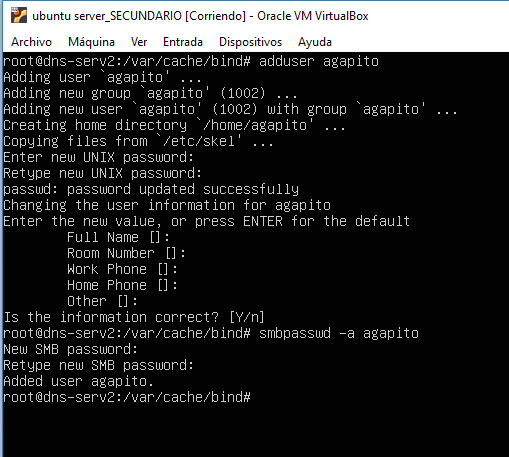 ubuntu server_SECUNDARIO [Corriendo] - Oracle VM VirtualBox
Archivo Máquina Ver Entrada Dispositivos Ayuda
root@dns-serv2:/var/cache/bind# adduser agapito
Adding user `agapito' ...
Adding new group `agapito' (1002) ...
Adding new user `agapito' (1002) with group `agapito' ...
Creating home directory `/home/agapito' ...
Copying files from `/etc/skel' ...
Enter new UNIX password:
Retype new UNIX password:
passwd: password updated successfully
Changing the user information for agapito
Enter the new value, or press ENTER for the default
Full Name []:
Room Number []:
Work Phone []:
Home Phone []:
Other []:
Is the information correct? [Y/n]
root@dns-serv2:/var/cache/bind# smbpasswd -a agapito
New SMB password:
Retype new SMB password:
Added user agapito.
root@dns-serv2:/var/cache/bind#